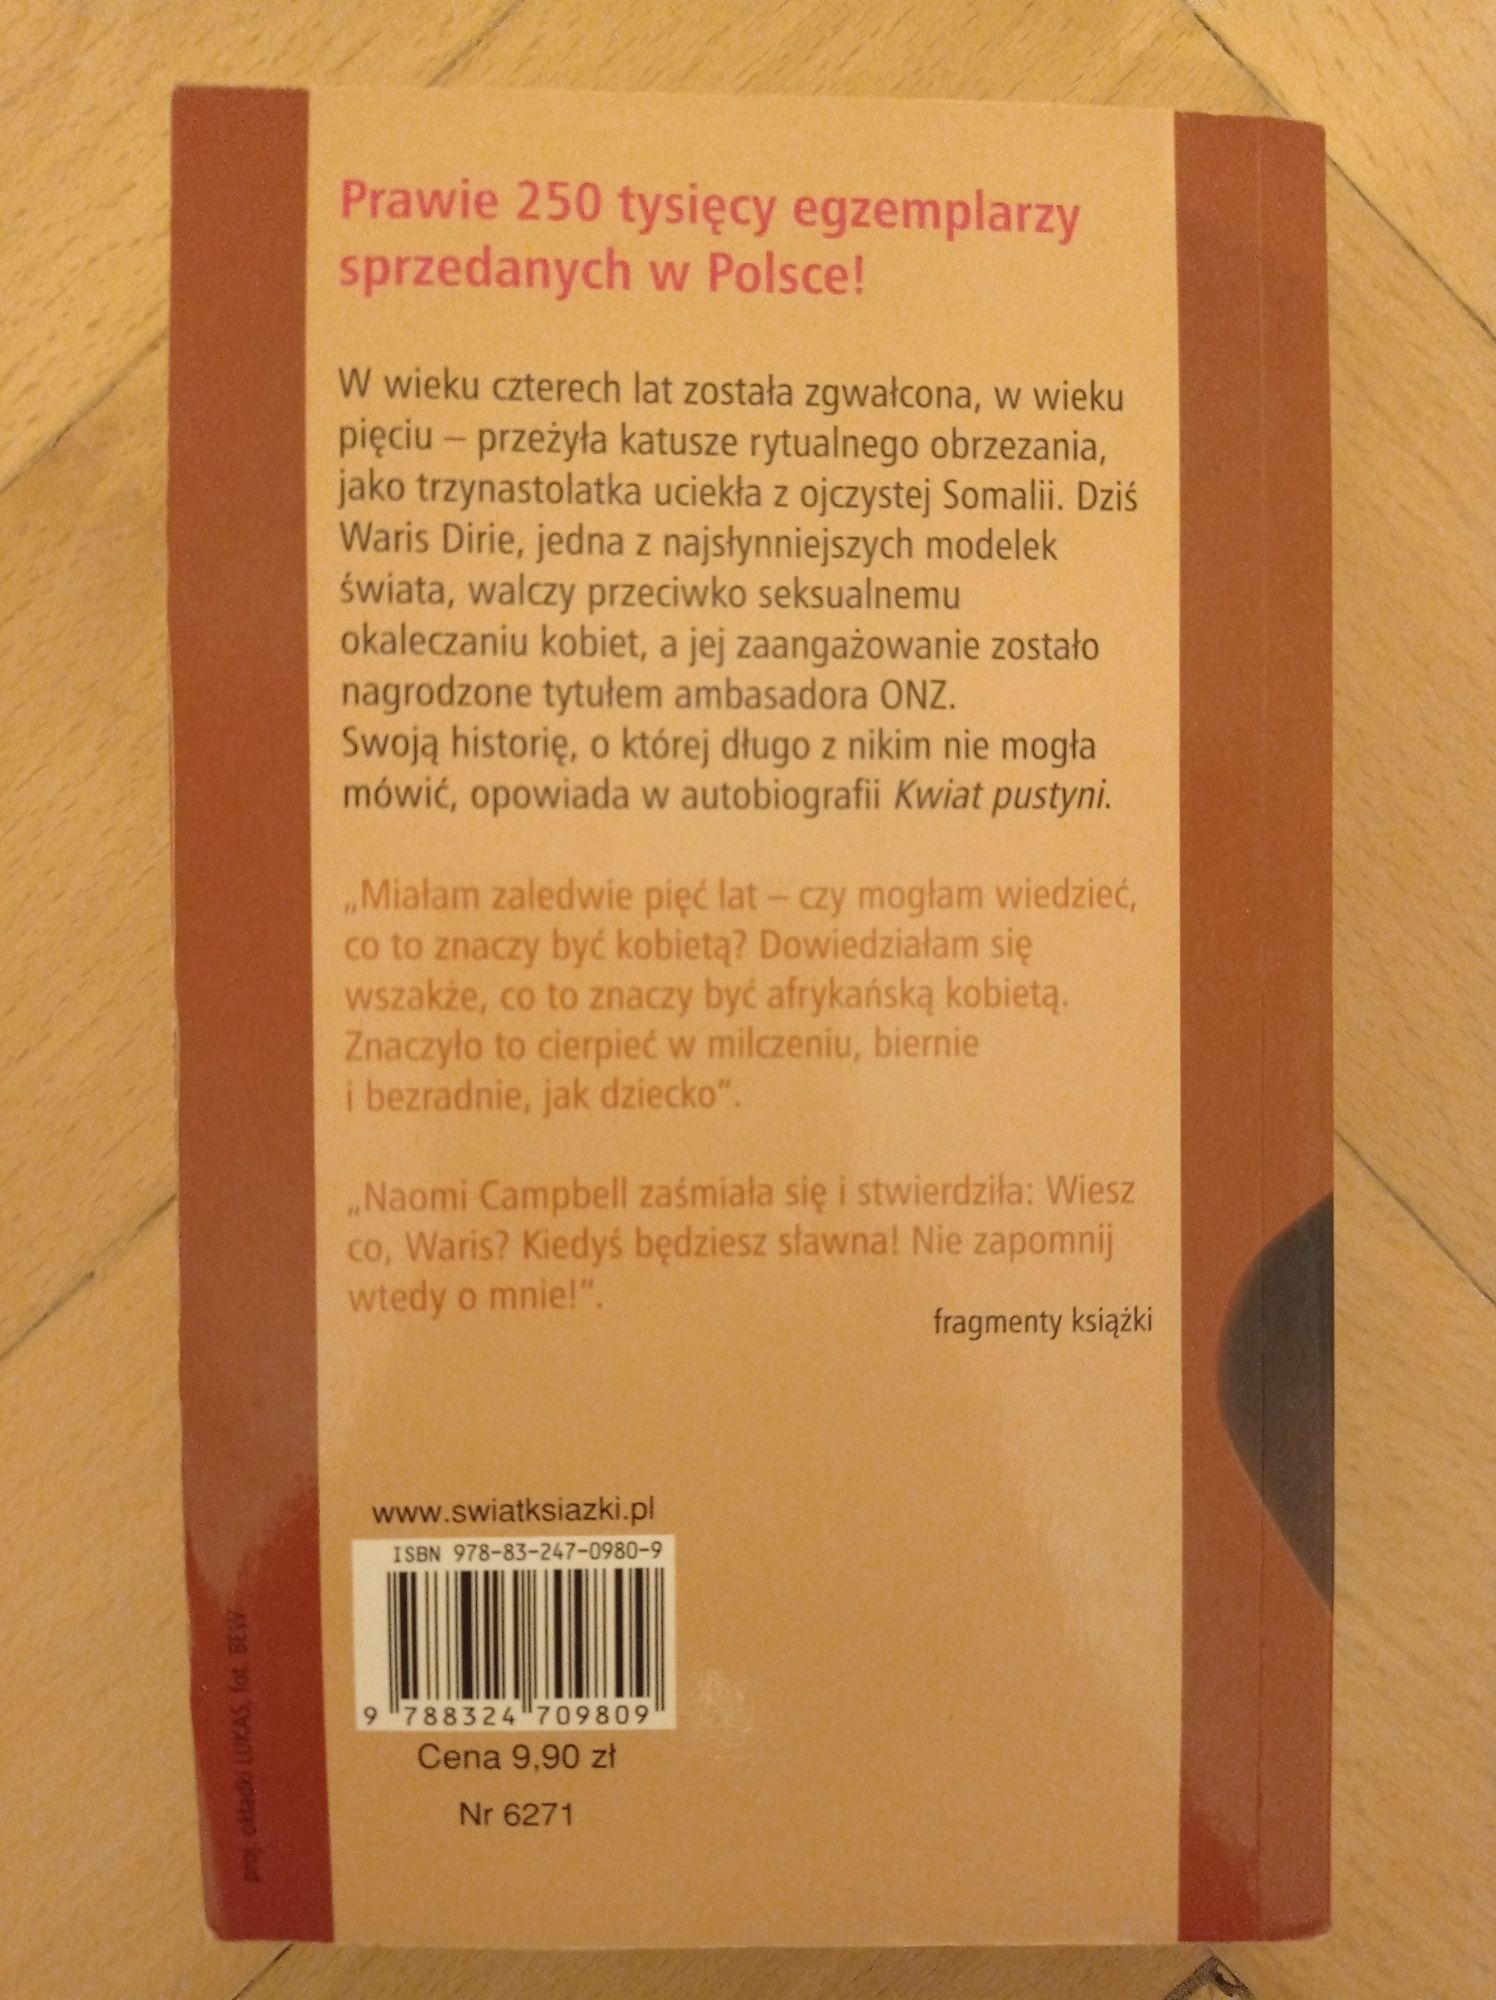 Prawie 250 tysięcy egzemplarzy
sprzedanych w Polsce!
W wieku czterech lat została zgwałcona, w wieku
pięciu – przeżyła katusze rytualnego obrzezania,
jako trzynastolatka uciekła z ojczystej Somalii. Dziś
Waris Dirie, jedna z najsłynniejszych modelek
świata, walczy przeciwko seksualnemu
okaleczaniu kobiet, a jej zaangażowanie zostało
nagrodzone tytułem ambasadora ONZ.
Swoją historię, o której długo z nikim nie mogła
mówić, opowiada w autobiografii Kwiat pustyni.
„Miałam zaledwie pięć lat – czy mogłam wiedzieć,
co to znaczy być kobietą? Dowiedziałam się
wszakże, co to znaczy być afrykańską kobietą.
Znaczyło to cierpieć w milczeniu, biernie
i bezradnie, jak dziecko”.
„Naomi Campbell zaśmiała się i stwierdziła: Wiesz
co, Waris? Kiedyś będziesz sławna! Nie zapomnij
wtedy o mnie!”.
fragmenty książki
www.swiatksiazki.pl
ISBN 978-83-247-0980-9
9 788324 709809
Cena 9,90 zł
Nr 6271
proj. okładki LUKAS, fot. BEW